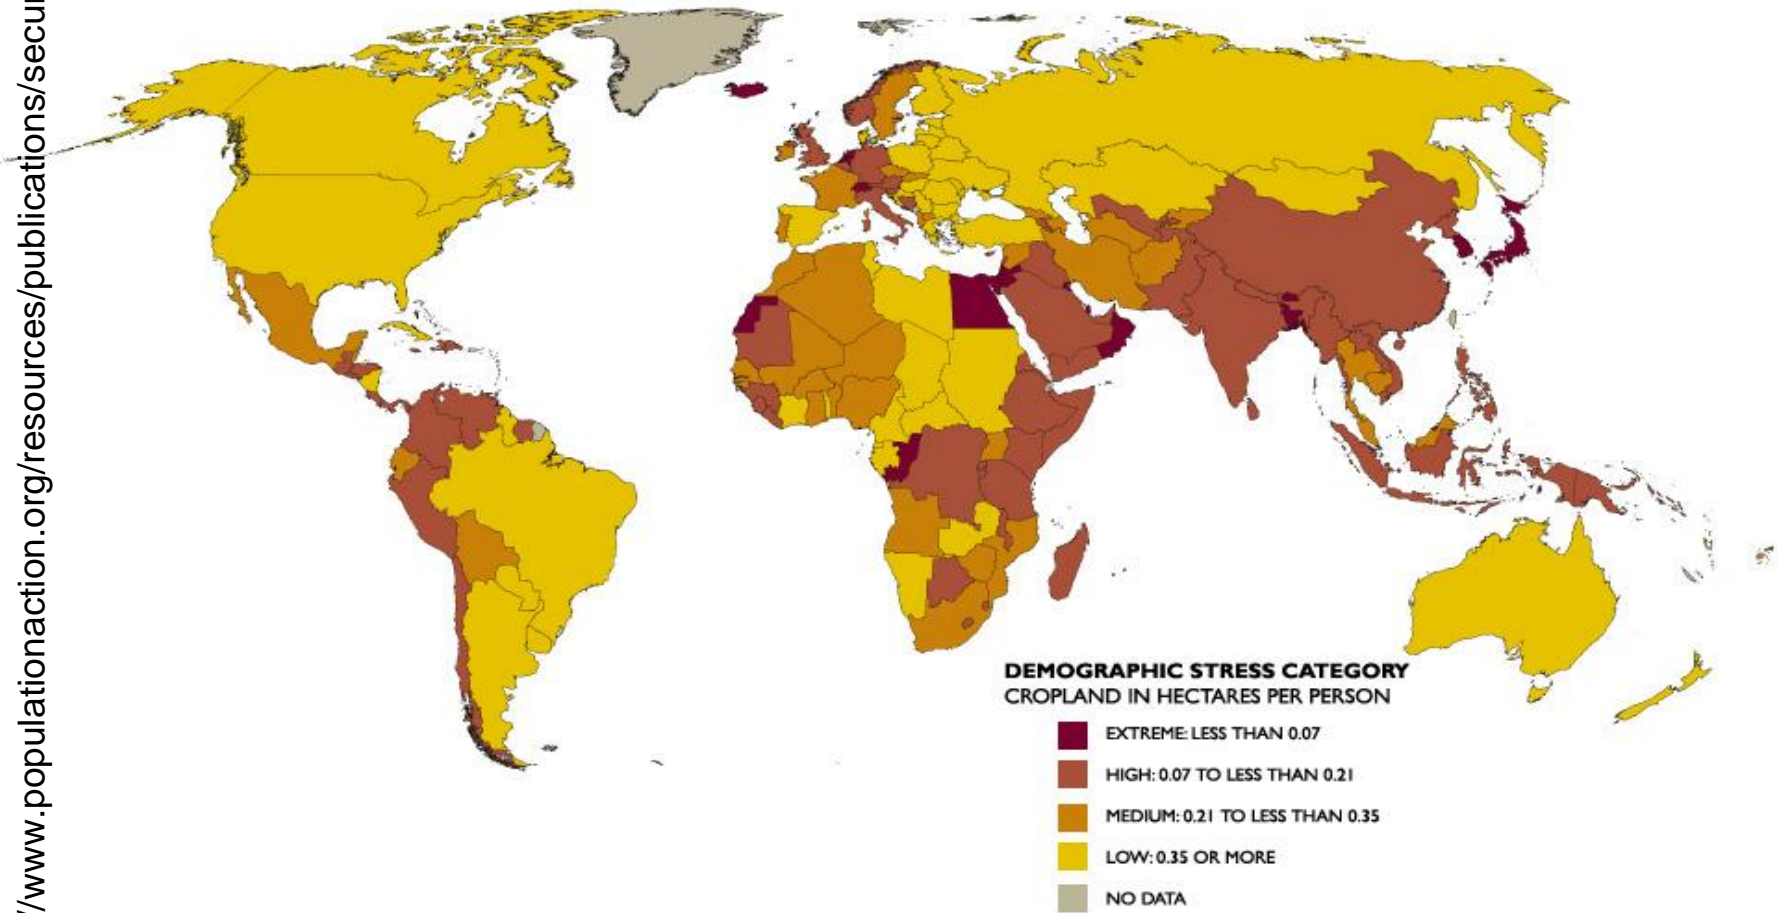 /www.populationaction.org/resources/publications/secur
DEMOGRAPHIC STRESS CATEGORY
CROPLAND IN HECTARES PER PERSON
EXTREME: LESS THAN 0.07
HIGH: 0.07 TO LESS THAN 0.21
MEDIUM: 0.21 TO LESS THAN 0.35
LOW: 0.35 OR MORE
NO DATA